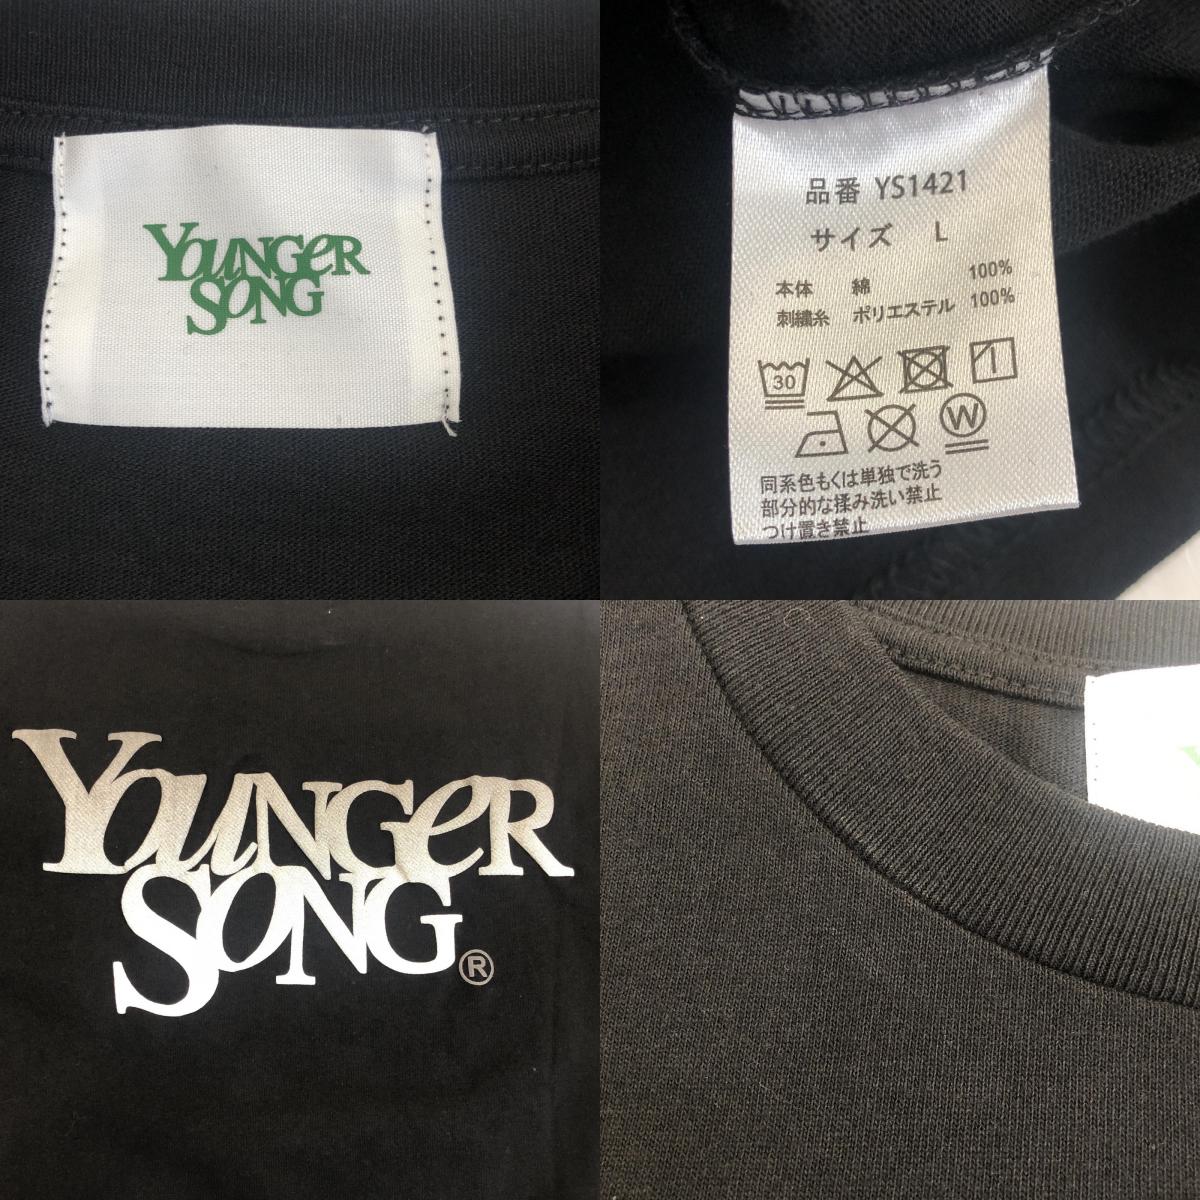 YOUNGER
SONG
品番 YS1421
サイズ L
本体 綿 100%
刺繍糸 ポリエステル 100%
30
W
同系色もくは単独で洗う
部分的な揉み洗い禁止
つけ置き禁止
YOUNGER
SONG®